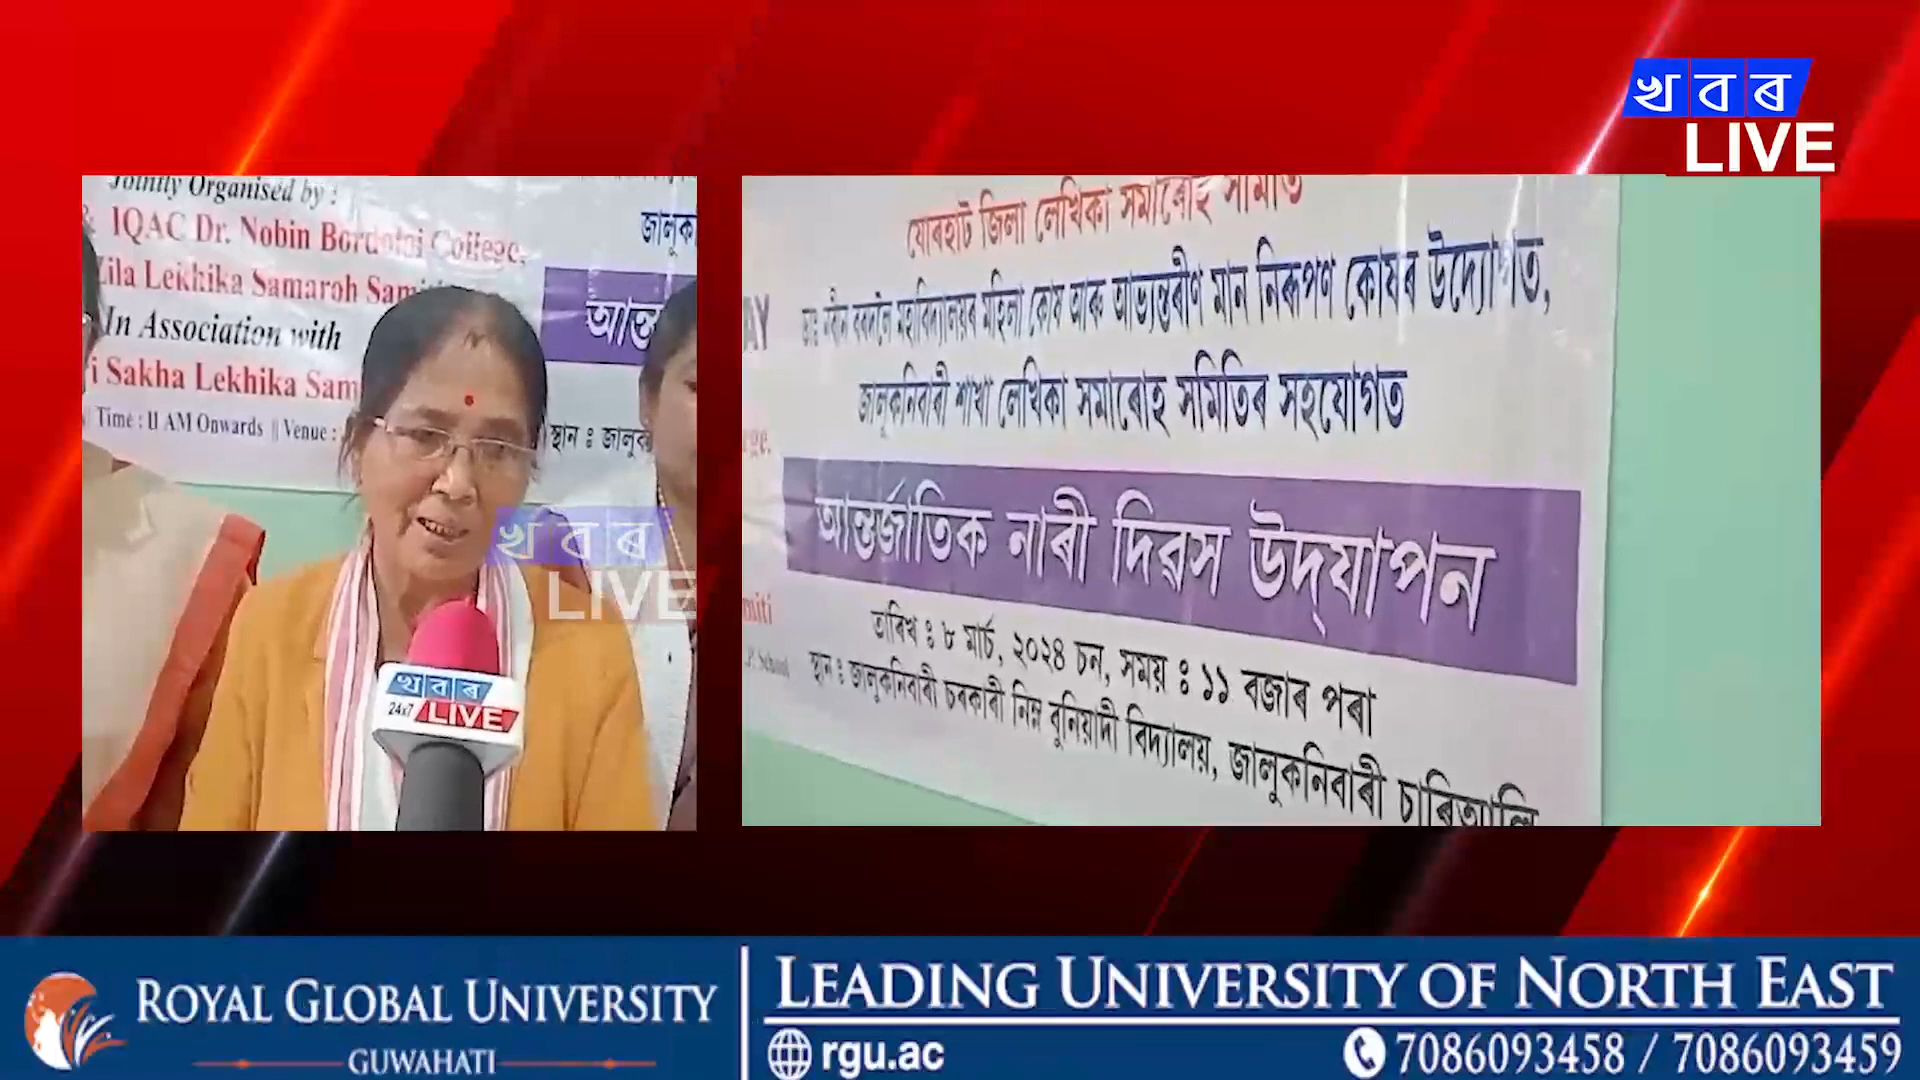 খবৰ
LIVE
Jointly Organised by :
IQAC Dr. Nobin Bordoloi College.
Zila Lekhika Samaroh Sam
In Association with
i Sakha Lekhika Sam
Time : 11 AM Onwards || Venue :
স্থান ঃ
খবৰ
LIVE
খবৰ
24x7 LIVE
যোৰহাট জিলা লেখিকা সমাৰোহ সমিতি
ডাঃ নবীন বৰদলৈ মহাবিদ্যালয়ৰ মহিলা কোষ আৰু আভ্যন্তৰীণ মান নিৰূপণ কোষৰ উদ্যোগত,
জালুকনিবাৰী শাখা লেখিকা সমাৰোহ সমিতিৰ সহযোগত
আন্তৰ্জাতিক নাৰী দিৱস উদ্‌যাপন
তাৰিখ ঃ ৮ মাৰ্চ, ২০২৪ চন, সময় ঃ ১১ বজাৰ পৰা
স্থান ঃ জালুকনিবাৰী চৰকাৰী নিম্ন বুনিয়াদী বিদ্যালয়, জালুকনিবাৰী চাৰিআলি
ROYAL GLOBAL UNIVERSITY
GUWAHATI
LEADING UNIVERSITY OF NORTH EAST
rgu.ac
7086093458 / 7086093459